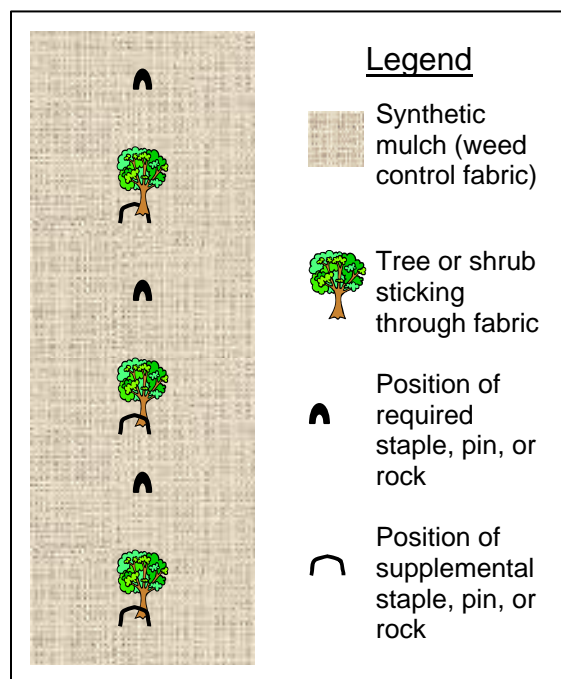 Legend
Synthetic
mulch (weed
control fabric)
Tree or shrub
sticking
through fabric
Position of
required
staple, pin, or
rock
Position of
supplemental
staple, pin, or
rock